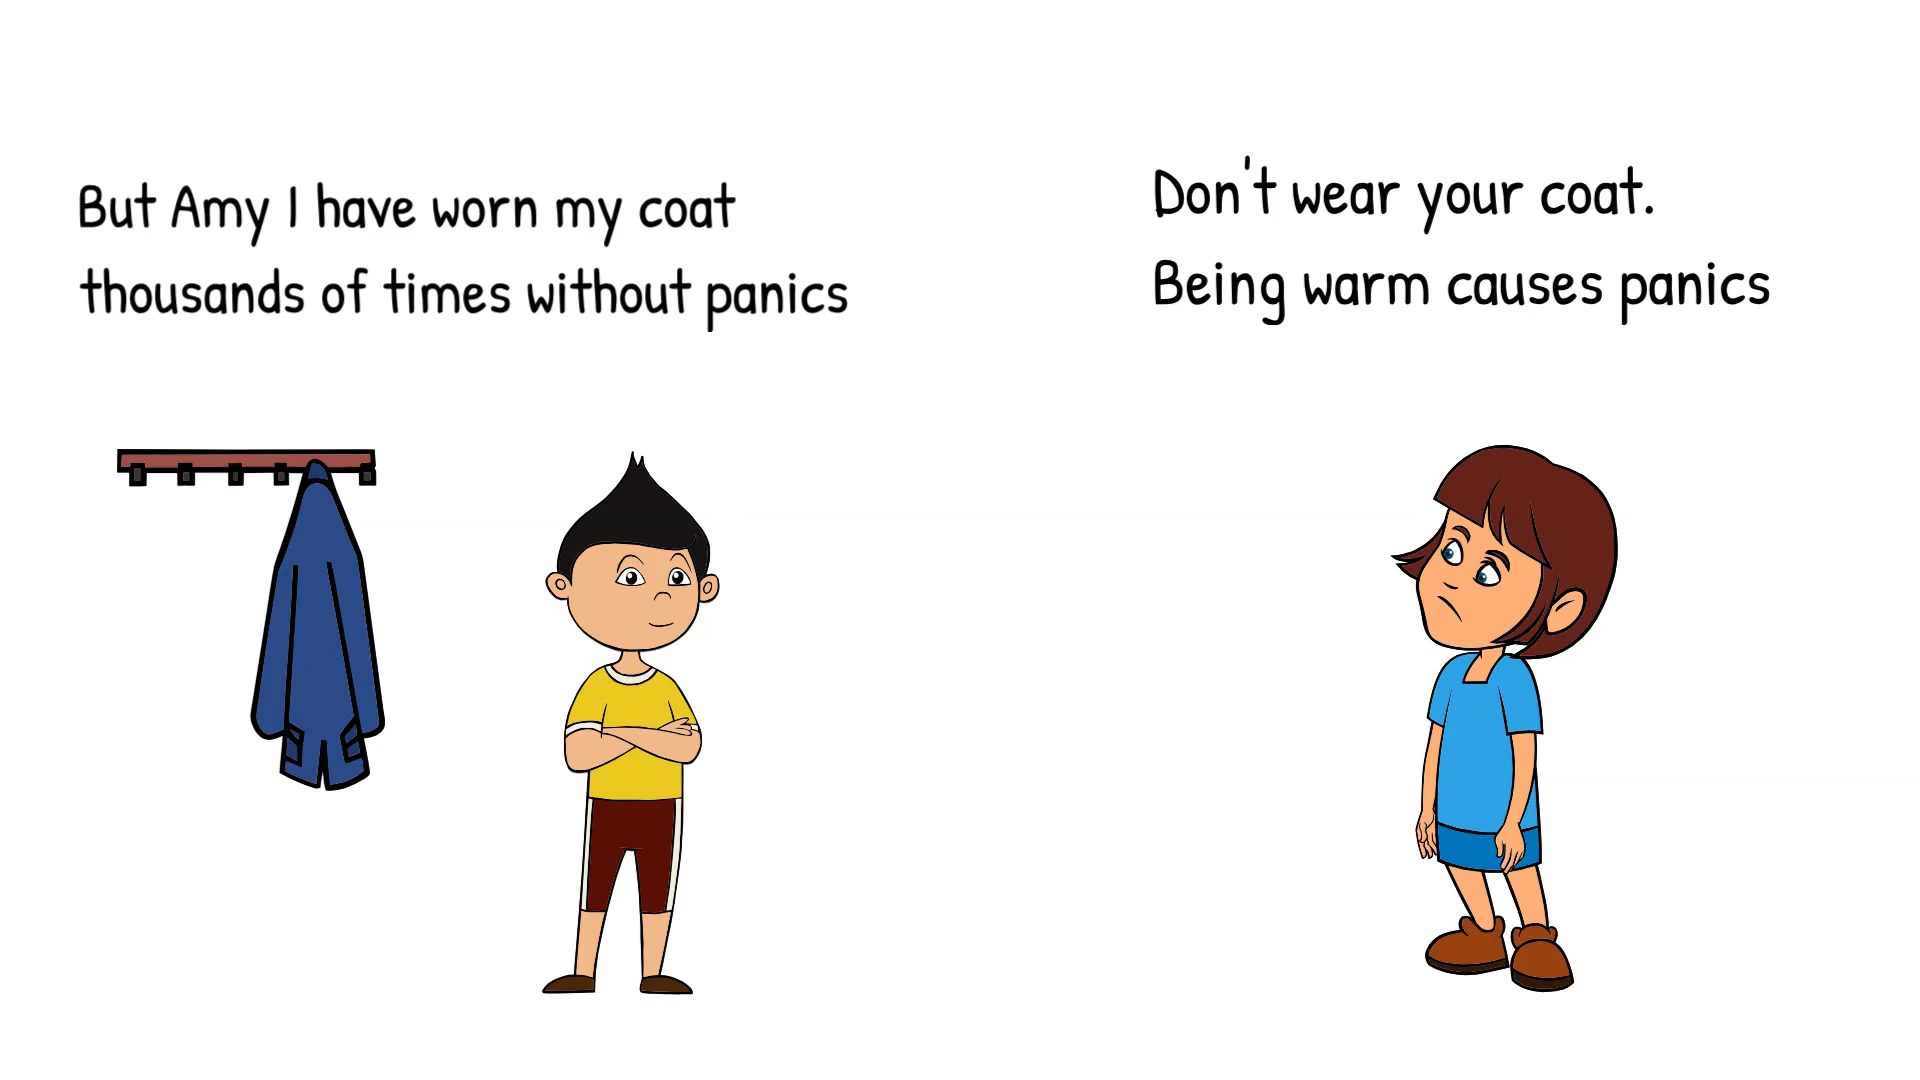 But Amy I have worn my coat
thousands of times without panics
Don't wear your coat.
Being warm causes panics